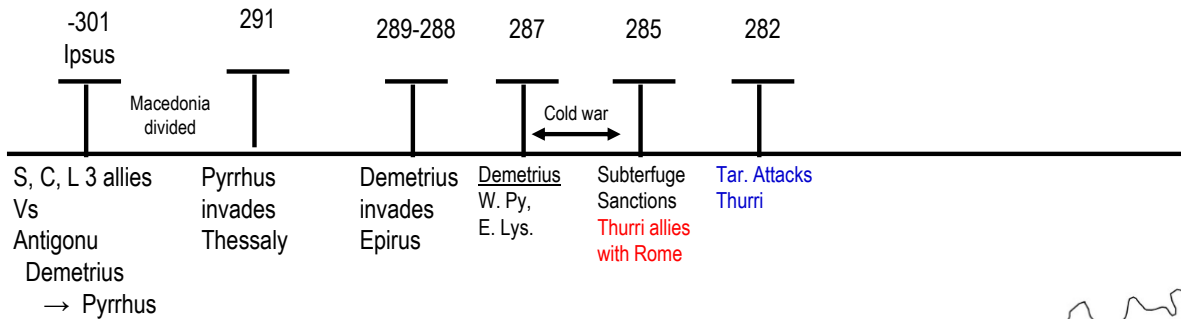 -301
Ipsus
291
289-288
287
285
282
Macedonia
divided
Cold war
S, C, L 3 allies
Vs
Antigonu
Demetrius
→ Pyrrhus
Pyrrhus
invades
Thessaly
Demetrius
invades
Epirus
Demetrius
W. Py,
E. Lys.
Subterfuge
Sanctions
Thurri allies
with Rome
Tar. Attacks
Thurri